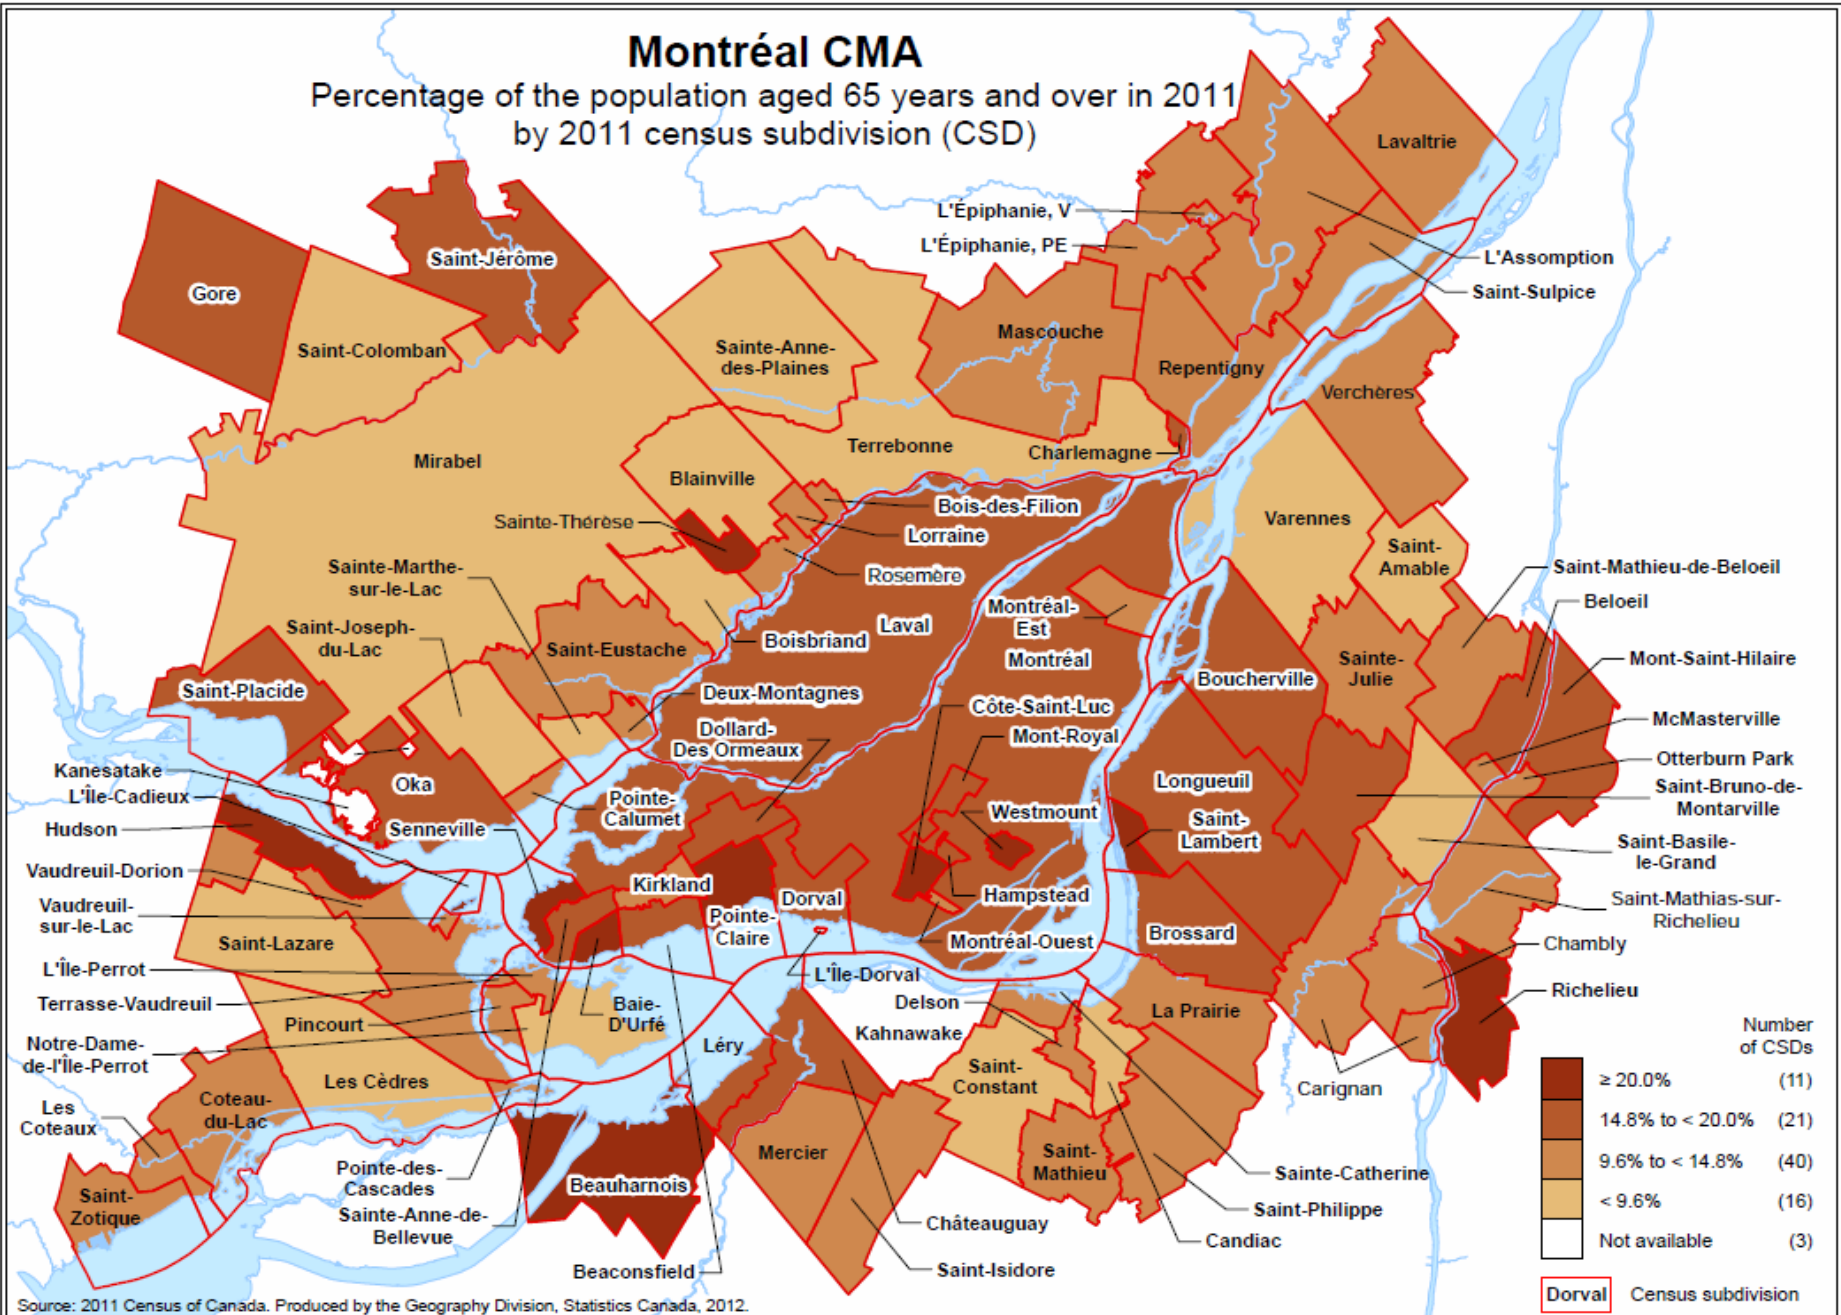 Montréal CMA
Percentage of the population aged 65 years and over in 2011
by 2011 census subdivision (CSD)
Lavaltrie
L'Épiphanie, V
L'Épiphanie, PE
L'Assomption
Saint-Sulpice
Saint-Jérôme
Gore
Saint-Colomban
Sainte-Anne-
des-Plaines
Mascouche
Repentigny
Verchères
Mirabel
Terrebonne
Charlemagne
Blainville
Bois-des-Filion
Lorraine
Rosemère
Sainte-Thérèse
Varennes
Saint-
Amable
Saint-Mathieu-de-Beloeil
Beloeil
Sainte-Marthe-
sur-le-Lac
Saint-Joseph-
du-Lac
Saint-Eustache
Boisbriand
Laval
Montréal-
Est
Montréal
Sainte-
Julie
Mont-Saint-Hilaire
Saint-Placide
Deux-Montagnes
Boucherville
Côte-Saint-Luc
Mont-Royal
McMasterville
Dollard-
Des Ormeaux
Otterburn Park
Kanesatake
L'Île-Cadieux
Oka
Pointe-
Calumet
Longueuil
Saint-Bruno-de-
Montarville
Westmount
Saint-
Lambert
Hudson
Senneville
Saint-Basile-
le-Grand
Vaudreuil-Dorion
Kirkland
Dorval
Hampstead
Vaudreuil-
sur-le-Lac
Pointe-
Claire
Saint-Mathias-sur-
Richelieu
Saint-Lazare
Montréal-Ouest
Brossard
Chambly
L'Île-Perrot
L'Île-Dorval
Richelieu
Terrasse-Vaudreuil
Baie-
D'Urfé
Delson
La Prairie
Pincourt
Kahnawake
Notre-Dame-
de-l'Île-Perrot
Léry
Saint-
Constant
Carignan
Les Cèdres
Coteau-
du-Lac
Les
Coteaux
Mercier
Saint-
Mathieu
Pointe-des-
Cascades
Beauharnois
Sainte-Catherine
Saint-
Zotique
Saint-Philippe
Sainte-Anne-de-
Bellevue
Châteauguay
Candiac
Beaconsfield
Saint-Isidore
Number
of CSDs
≥ 20.0% (11)
14.8% to < 20.0% (21)
9.6% to < 14.8% (40)
< 9.6% (16)
Not available (3)
Dorval Census subdivision
Source: 2011 Census of Canada. Produced by the Geography Division, Statistics Canada, 2012.